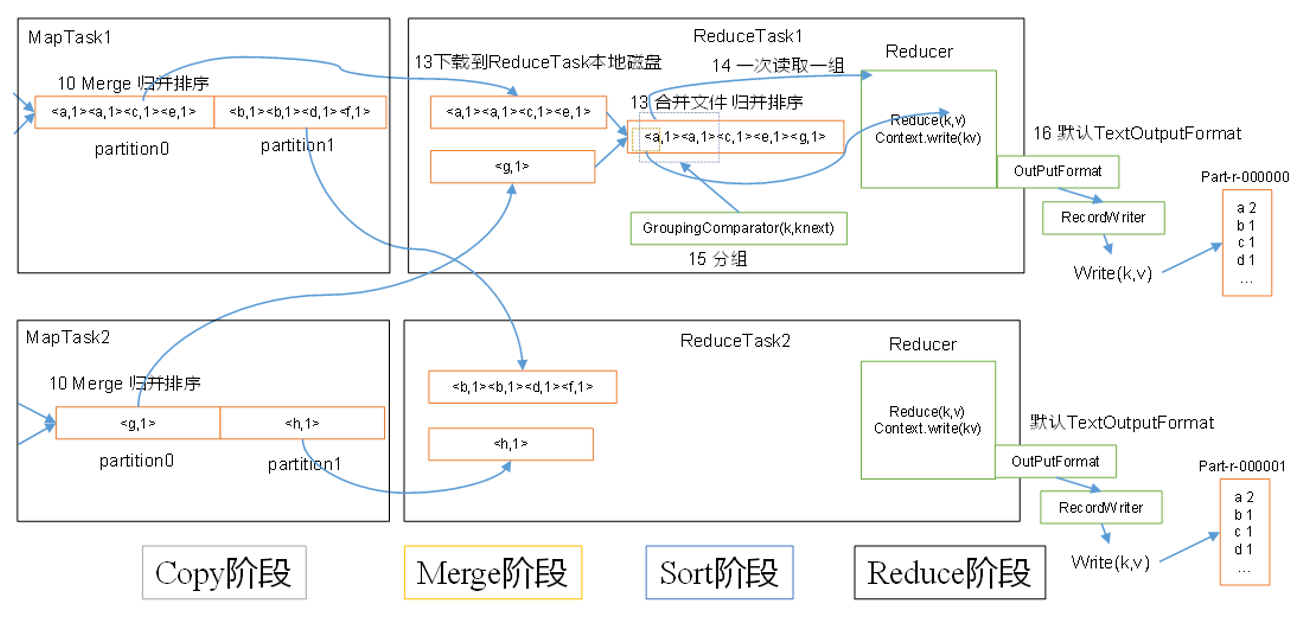 MapTask1
10 Merge 归并排序
<a,1><a,1><c,1><e,1>
<b,1><b,1><d,1><f,1>
partition0
partition1
ReduceTask1
Reducer
13下载到ReduceTask本地磁盘
14 一次读取一组
<a,1><a,1><c,1><e,1>
13 合并文件 归并排序
<a,1><a,1><c,1><e,1><g,1>
<g,1>
Reduce(k,v)
Context.write(kv)
GroupingComparator(k,knext)
15 分组
16 默认TextOutputFormat
OutPutFormat
RecordWriter
Write(k,v)
Part-r-000000
a 2
b 1
c 1
d 1
...
MapTask2
10 Merge 归并排序
<g,1>
<h,1>
partition0
partition1
ReduceTask2
Reducer
<b,1><b,1><d,1><f,1>
<h,1>
Reduce(k,v)
Context.write(kv)
默认TextOutputFormat
OutPutFormat
RecordWriter
Write(k,v)
Part-r-000001
a 2
b 1
c 1
d 1
...
Copy阶段
Merge阶段
Sort阶段
Reduce阶段